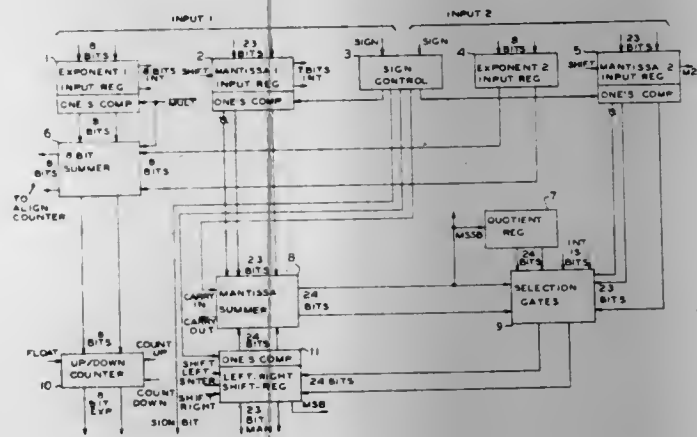 INPUT 1
INPUT 2
1
8 BITS
EXPONENT 1
INPUT REG
ONE'S COMP
8 BITS
INT
MULT
2
23 BITS
SHIFT
MANTISSA 1
INPUT REG
ONE'S COMP
7 BITS
INT
3
SIGN
SIGN
SIGN
CONTROL
4
8 BITS
EXPONENT 2
INPUT REG
5
23 BITS
SHIFT
MANTISSA 2
INPUT REG
ONE'S COMP
M2
8 BITS
6
8 BIT
SUMMER
8 BITS
8 BITS
TO
ALIGN
COUNTER
7
QUOTIENT
REG
MSSB
24 BITS
INT
15 BITS
SELECTION
GATES
9
23 BITS
23 BITS
8
MANTISSA
SUMMER
24 BITS
CARRY IN
CARRY OUT
24 BITS
11
ONE'S COMP
LEFT-RIGHT
SHIFT-REG
24 BITS
SHIFT
LEFT
SNTER
SHIFT
RIGHT
MSB
23 BIT
MAN
8 BITS
FLOAT
COUNT
UP
UP/DOWN
COUNTER
10
COUNT
DOWN
8 BIT
EXP
SIGN BIT